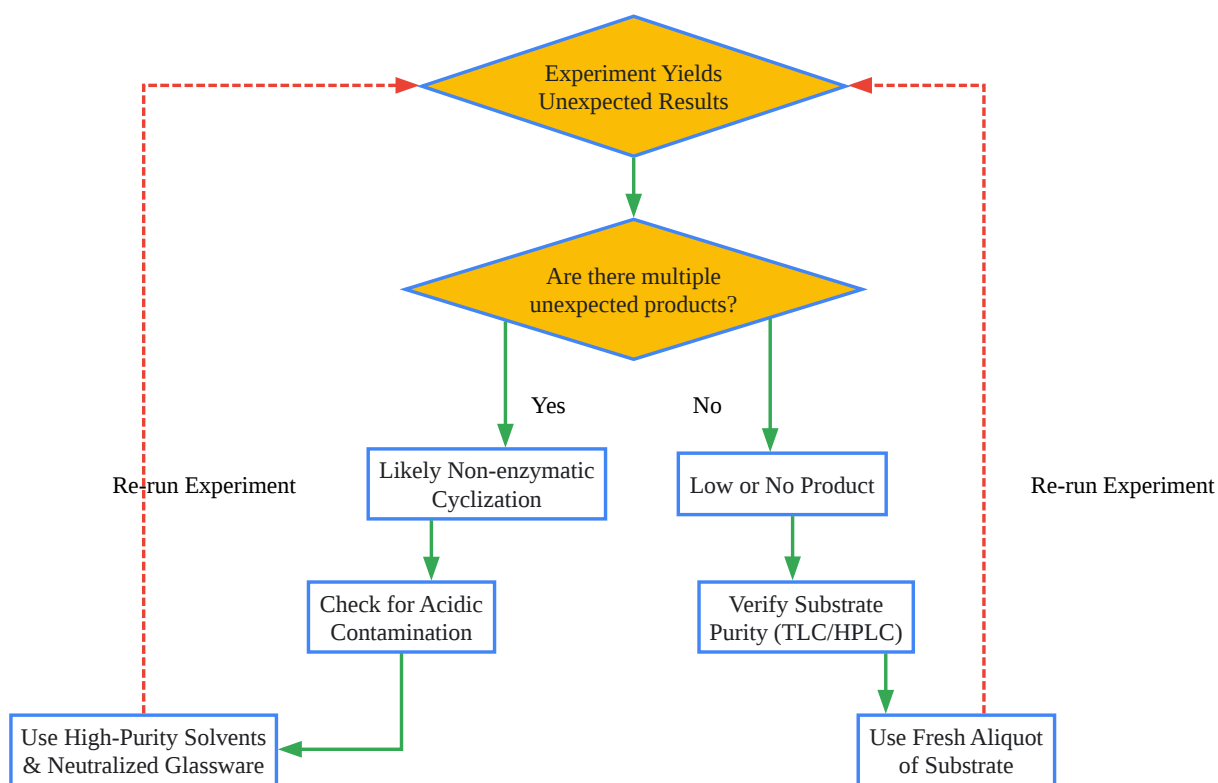 Experiment Yields
Unexpected Results
Are there multiple
unexpected products?
Yes
No
Re-run Experiment
Likely Non-enzymatic
Cyclization
Low or No Product
Re-run Experiment
Check for Acidic
Contamination
Verify Substrate
Purity (TLC/HPLC)
Use High-Purity Solvents
& Neutralized Glassware
Use Fresh Aliquot
of Substrate